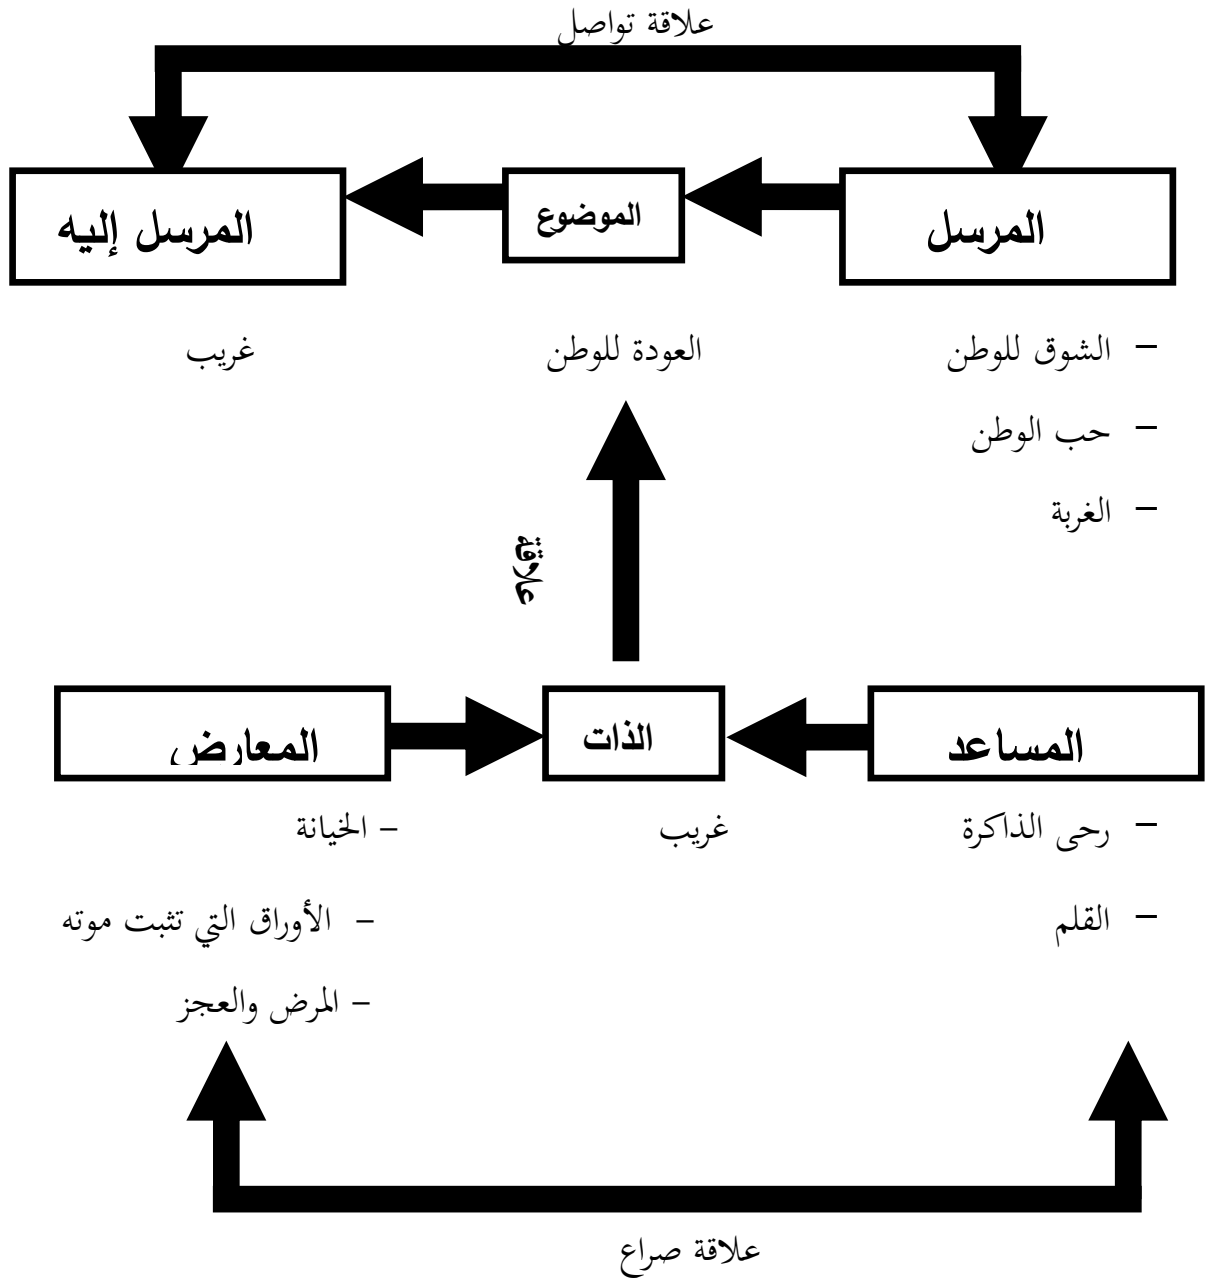 علاقة تواصل
المرسل
الموضوع
المرسل إليه
– الشوق للوطن
العودة للوطن
غريب
– حب الوطن
– الغربة
علاقة
المساعد
الذات
المعارض
– رحى الذاكرة
غريب
– الخيانة
– القلم
– الأوراق التي تثبت موته
– المرض والعجز
علاقة صراع